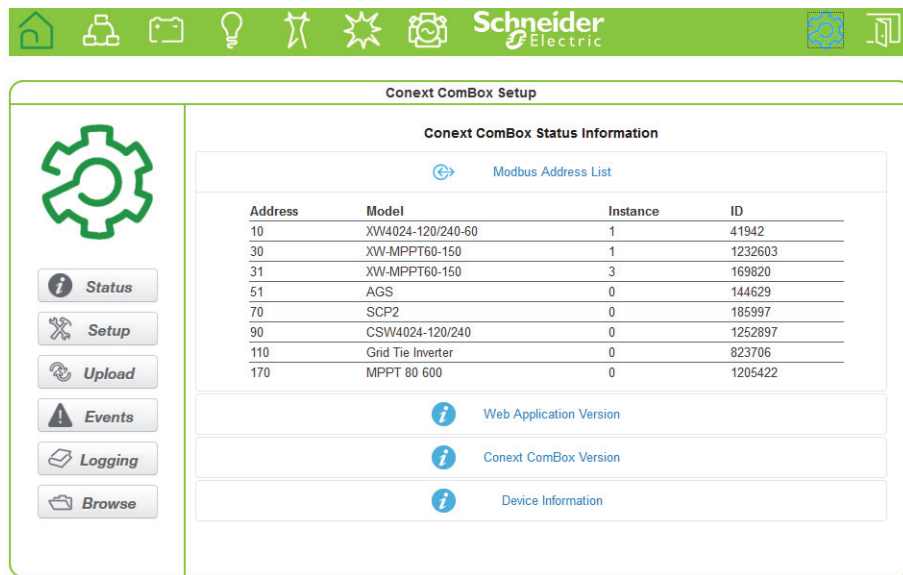 Schneider
Electric
Conext ComBox Setup
Conext ComBox Status Information
Modbus Address List
Address Model Instance ID
10 XW4024-120/240-60 1 41942
30 XW-MPPT60-150 1 1232603
31 XW-MPPT60-150 3 169820
51 AGS 0 144629
70 SCP2 0 185997
90 CSW4024-120/240 0 1252897
110 Grid Tie Inverter 0 823706
170 MPPT 80 600 0 1205422
Web Application Version
Conext ComBox Version
Device Information
Status
Setup
Upload
Events
Logging
Browse